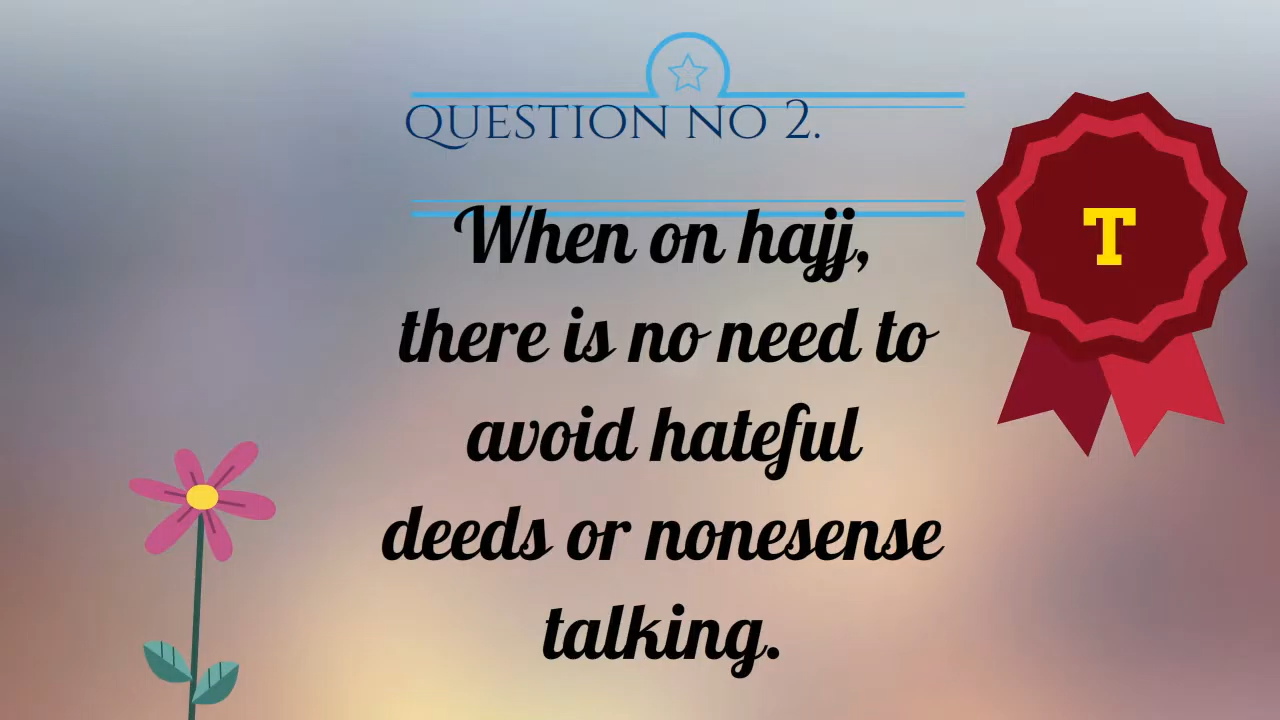 QUESTION NO 2.
T
When on hajj,
there is no need to
avoid hateful
deeds or nonesense
talking.